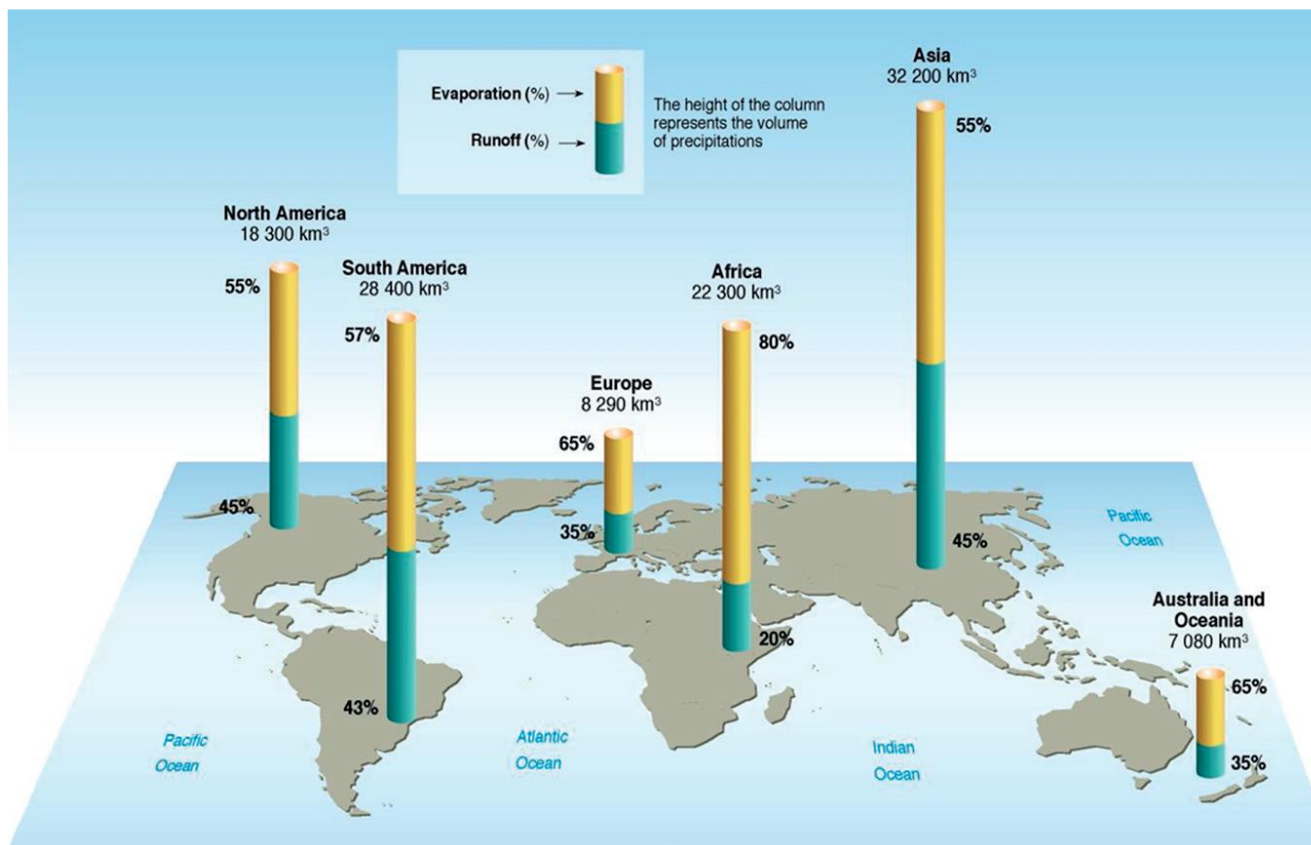 Evaporation (%)
Runoff (%)
The height of the column
represents the volume
of precipitations
Asia
32 200 km³
55%
45%
North America
18 300 km³
55%
45%
South America
28 400 km³
57%
43%
Africa
22 300 km³
80%
20%
Europe
8 290 km³
65%
35%
Australia and
Oceania
7 080 km³
65%
35%
Pacific
Ocean
Pacific
Ocean
Atlantic
Ocean
Indian
Ocean